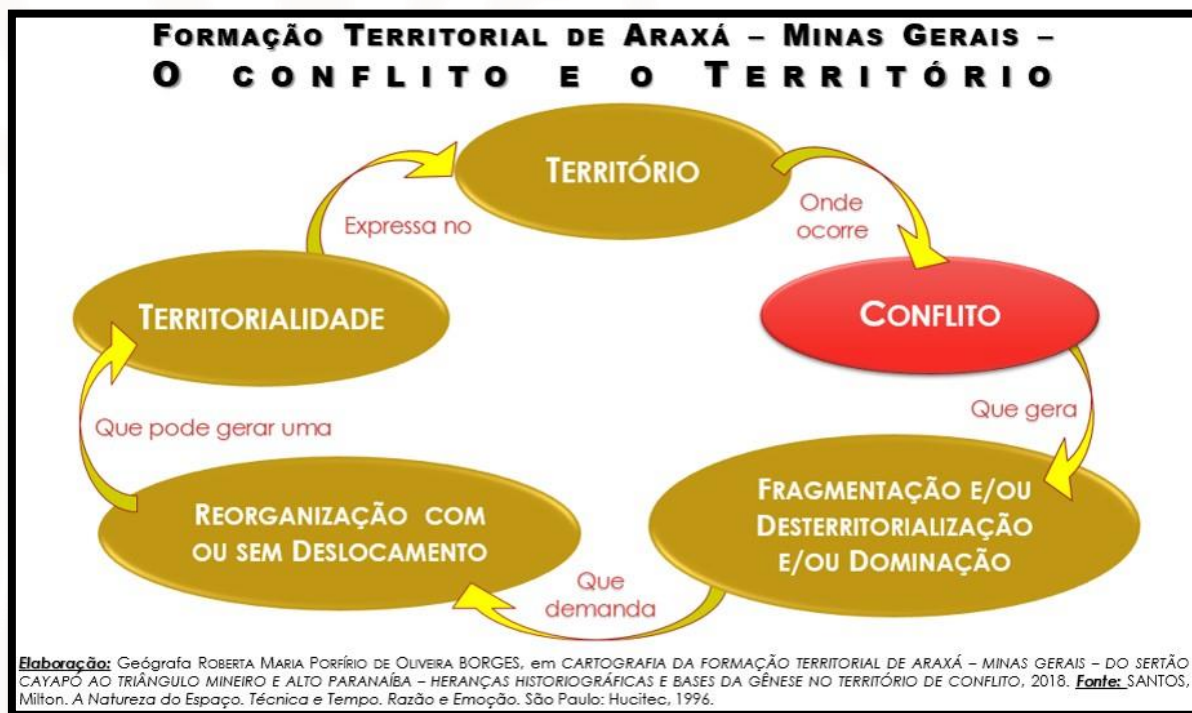 FORMAÇÃO TERRITORIAL DE ARAXÁ – MINAS GERAIS –
O CONFLITO E O TERRITÓRIO
TERRITÓRIO
Onde
ocorre
CONFLITO
Que gera
FRAGMENTAÇÃO E/OU
DESTERRITORIALIZAÇÃO
E/OU DOMINAÇÃO
Que
demanda
REORGANIZAÇÃO COM
OU SEM DESLOCAMENTO
Que pode gerar uma
TERRITORIALIDADE
Expressa no
Elaboração: Geógrafa ROBERTA MARIA PORFÍRIO DE OLIVEIRA BORGES, em CARTOGRAFIA DA FORMAÇÃO TERRITORIAL DE ARAXÁ – MINAS GERAIS – DO SERTÃO
CAYAPÓ AO TRIÂNGULO MINEIRO E ALTO PARANAÍBA – HERANÇAS HISTORIOGRÁFICAS E BASES DA GÊNESE NO TERRITÓRIO DE CONFLITO, 2018. Fonte: SANTOS,
Milton. A Natureza do Espaço. Técnica e Tempo. Razão e Emoção. São Paulo: Hucitec, 1996.